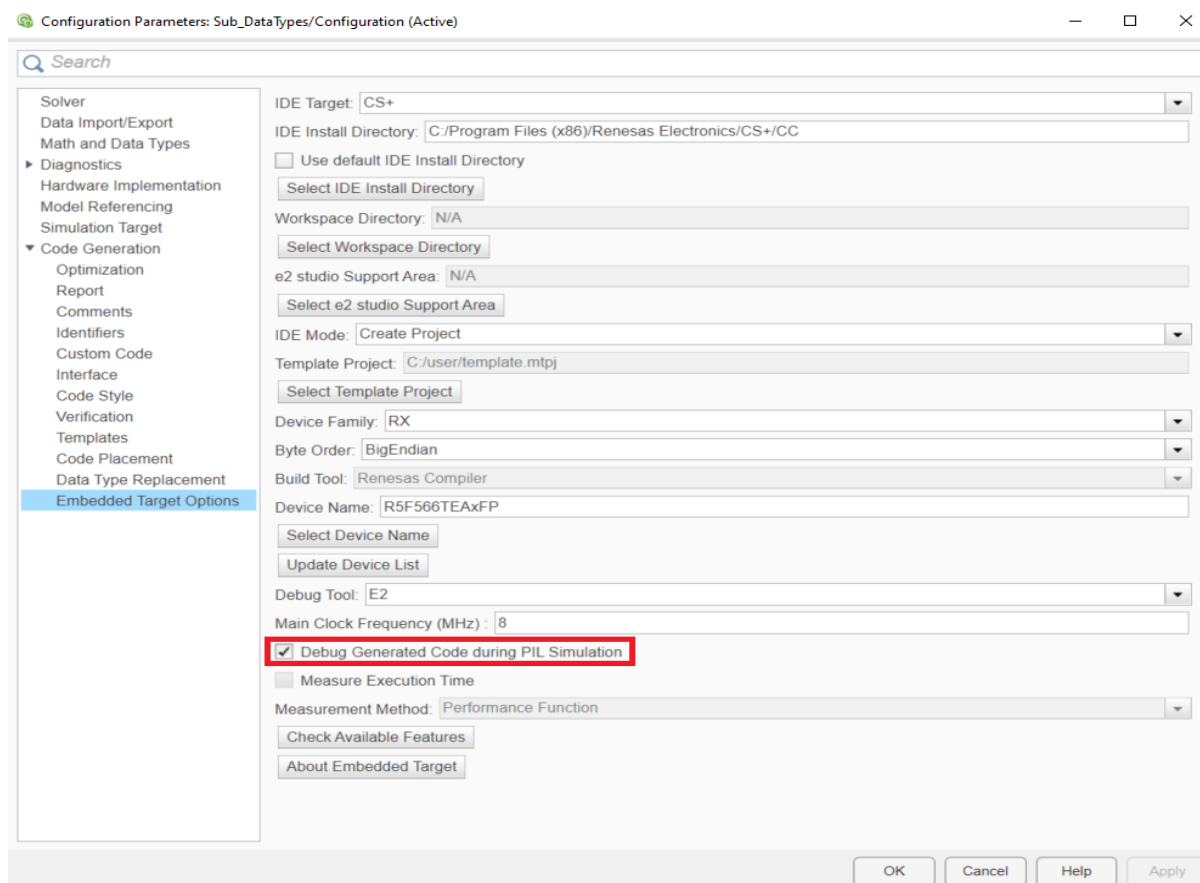 Configuration Parameters: Sub_DataTypes/Configuration (Active)
Search
Solver
Data Import/Export
Math and Data Types
Diagnostics
Hardware Implementation
Model Referencing
Simulation Target
Code Generation
Optimization
Report
Comments
Identifiers
Custom Code
Interface
Code Style
Verification
Templates
Code Placement
Data Type Replacement
Embedded Target Options
IDE Target: CS+
IDE Install Directory: C:/Program Files (x86)/Renesas Electronics/CS+/CC
Use default IDE Install Directory
Select IDE Install Directory
Workspace Directory: N/A
Select Workspace Directory
e2 studio Support Area: N/A
Select e2 studio Support Area
IDE Mode: Create Project
Template Project: C:/user/template.mtpj
Select Template Project
Device Family: RX
Byte Order: BigEndian
Build Tool: Renesas Compiler
Device Name: R5F566TEAxFP
Select Device Name
Update Device List
Debug Tool: E2
Main Clock Frequency (MHz) : 8
Debug Generated Code during PIL Simulation
Measure Execution Time
Measurement Method: Performance Function
Check Available Features
About Embedded Target
OK Cancel Help Apply